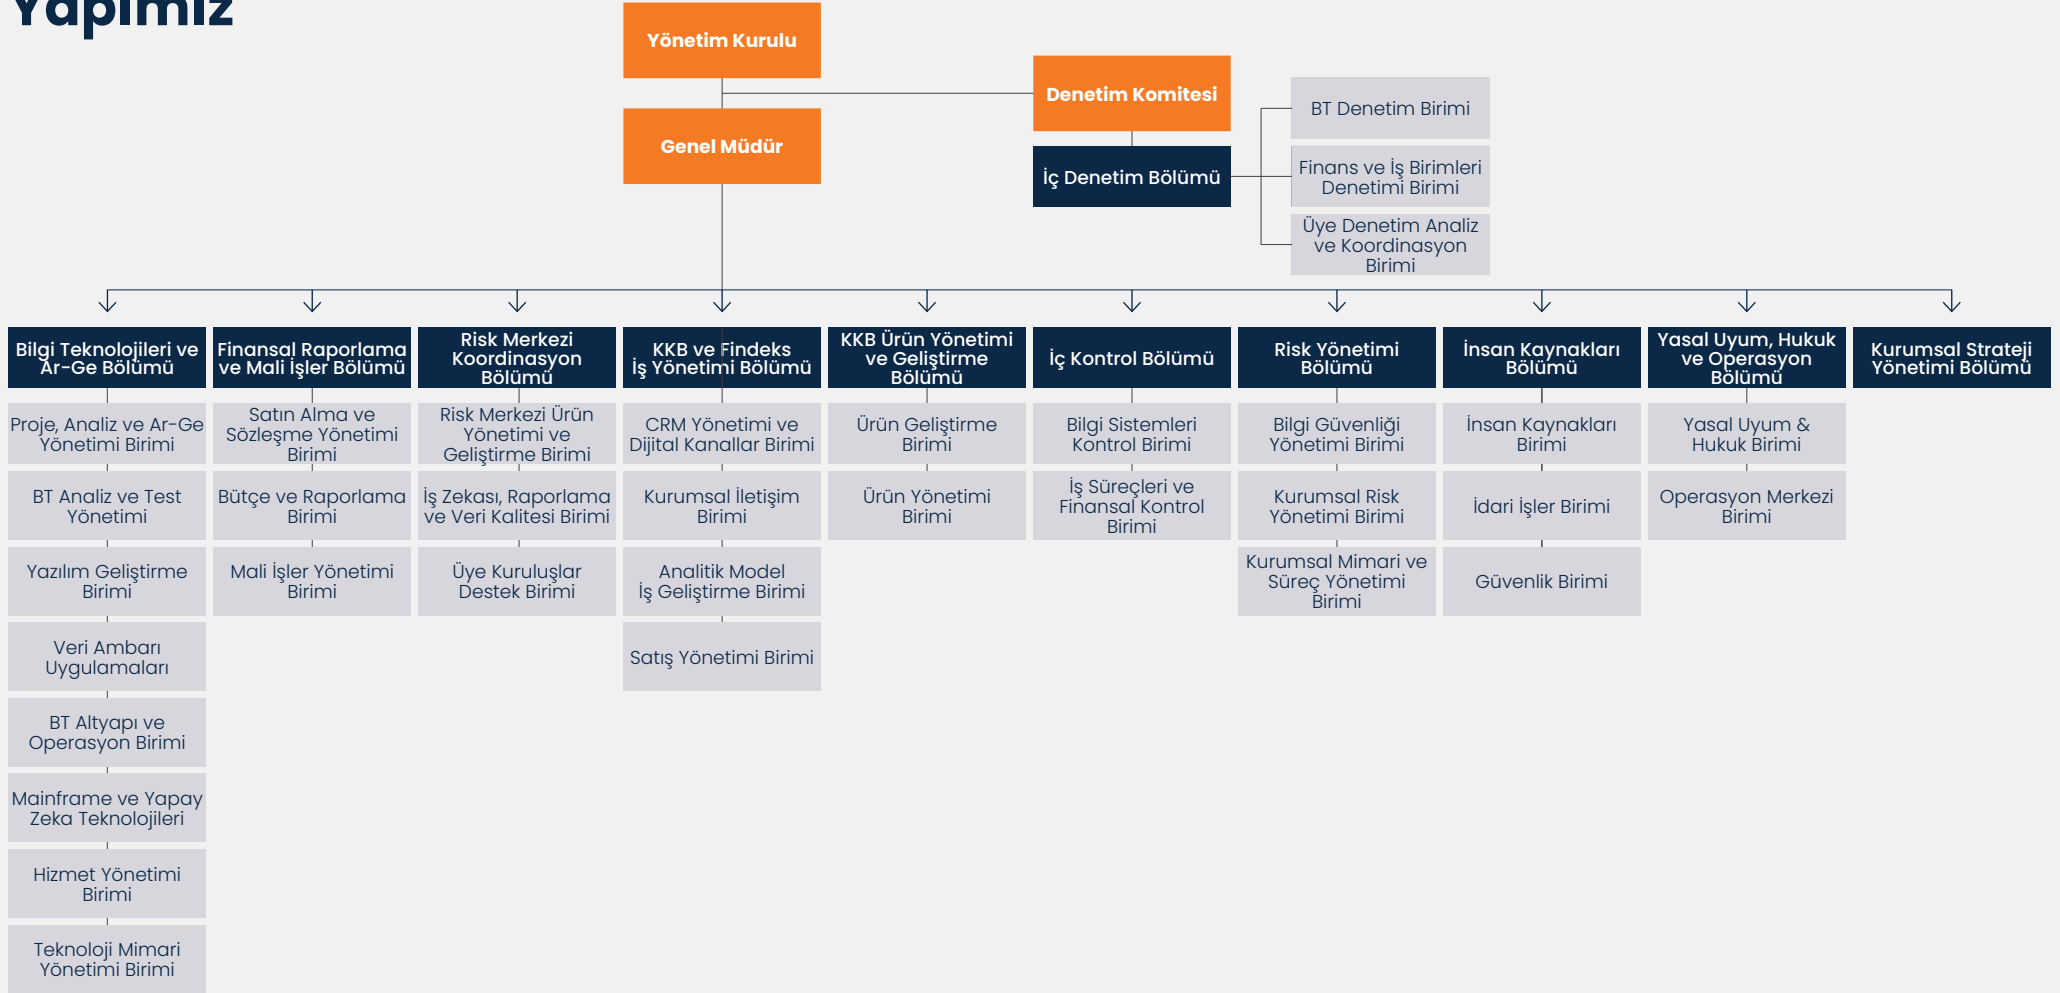 Yapımız
Yönetim Kurulu
Denetim Komitesi
BT Denetim Birimi
Genel Müdür
İç Denetim Bölümü
Finans ve İş Birimleri
Denetimi Birimi
Üye Denetim Analiz
ve Koordinasyon
Birimi
Bilgi Teknolojileri ve
Ar-Ge Bölümü
Proje, Analiz ve Ar-Ge
Yönetimi Birimi
BT Analiz ve Test
Yönetimi
Yazılım Geliştirme
Birimi
Veri Ambarı
Uygulamaları
BT Altyapı ve
Operasyon Birimi
Mainframe ve Yapay
Zeka Teknolojileri
Hizmet Yönetimi
Birimi
Teknoloji Mimari
Yönetimi Birimi
Finansal Raporlama
ve Mali İşler Bölümü
Satın Alma ve
Sözleşme Yönetimi
Birimi
Bütçe ve Raporlama
Birimi
Mali İşler Yönetimi
Birimi
Risk Merkezi
Koordinasyon
Bölümü
Risk Merkezi Ürün
Yönetimi ve
Geliştirme Birimi
İş Zekası, Raporlama
ve Veri Kalitesi Birimi
Üye Kuruluşlar
Destek Birimi
KKB ve Findeks
İş Yönetimi Bölümü
CRM Yönetimi ve
Dijital Kanallar Birimi
Kurumsal İletişim
Birimi
Analitik Model
İş Geliştirme Birimi
Satış Yönetimi Birimi
KKB Ürün Yönetimi
ve Geliştirme
Bölümü
Ürün Geliştirme
Birimi
Ürün Yönetimi
Birimi
İç Kontrol Bölümü
Bilgi Sistemleri
Kontrol Birimi
İş Süreçleri ve
Finansal Kontrol
Birimi
Risk Yönetimi
Bölümü
Bilgi Güvenliği
Yönetimi Birimi
Kurumsal Risk
Yönetimi Birimi
Kurumsal Mimari ve
Süreç Yönetimi
Birimi
İnsan Kaynakları
Bölümü
İnsan Kaynakları
Birimi
İdari İşler Birimi
Güvenlik Birimi
Yasal Uyum, Hukuk
ve Operasyon
Bölümü
Yasal Uyum &
Hukuk Birimi
Operasyon Merkezi
Birimi
Kurumsal Strateji
Yönetimi Bölümü